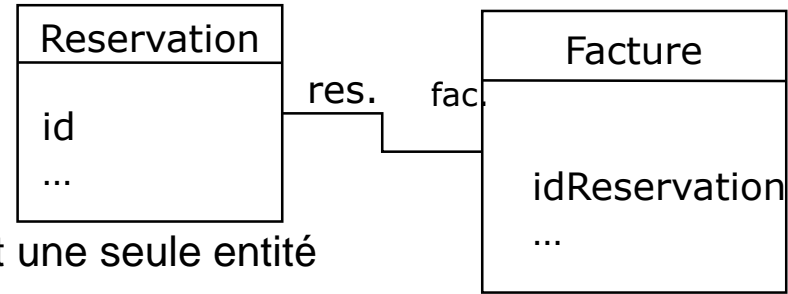 Reservation
id
...
res.
fac.
Facture
idReservation
...
t une seule entité